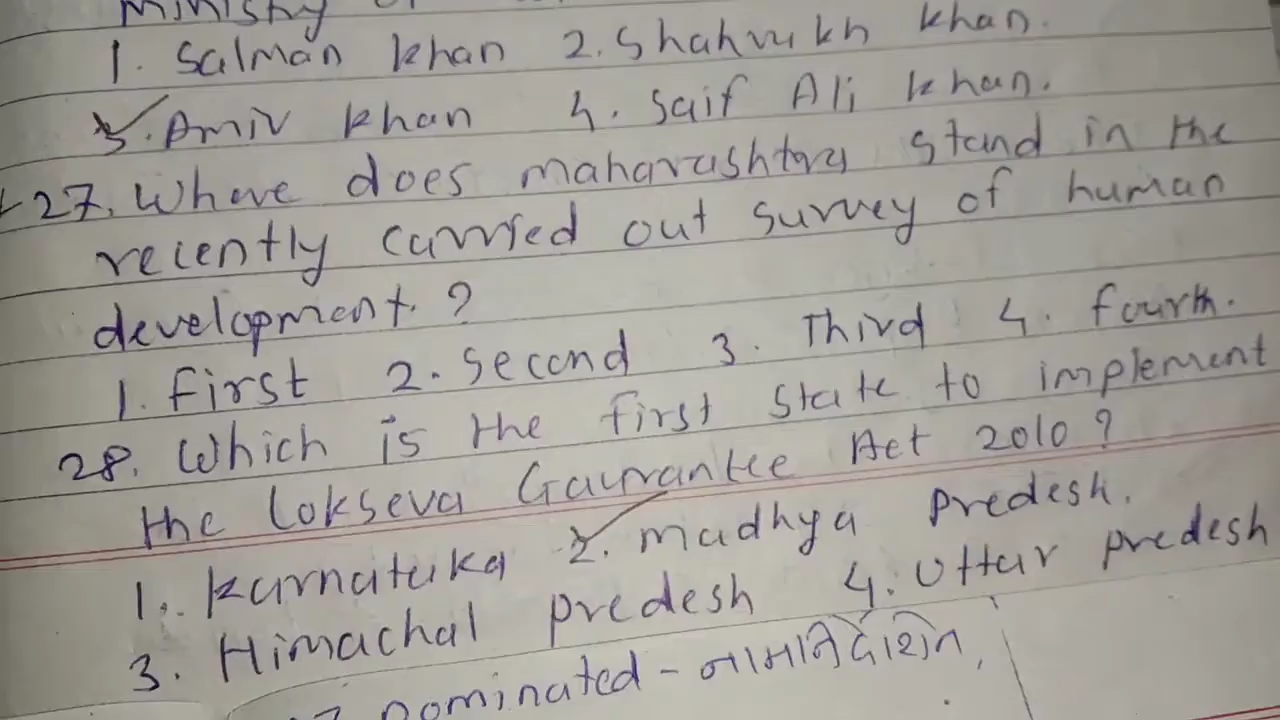 ministry
1. Salman khan 2. Shahrukh khan.
3. Amir khan 4. Saif Ali khan.
27. Where does maharashtra stand in the
recently carried out survey of human
development. ?
1. First 2. Second 3. Third 4. fourth.
28. Which is the first state to implement
the Lokseva Gaurantee Act 2010 ?
1. Karnataka 2. Madhya Predesh.
3. Himachal predesh 4. Uttar predesh
nominated - नामनिर्देशित,